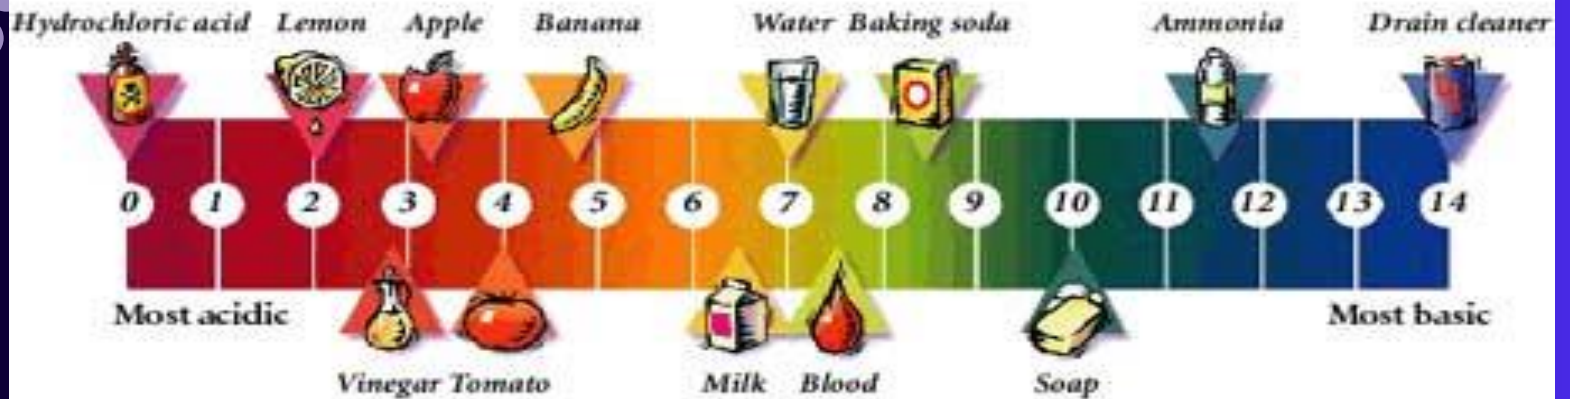 Hydrochloric acid Lemon Apple Banana Water Baking soda Ammonia Drain cleaner
0 1 2 3 4 5 6 7 8 9 10 11 12 13 14
Most acidic Most basic
Vinegar Tomato Milk Blood Soap